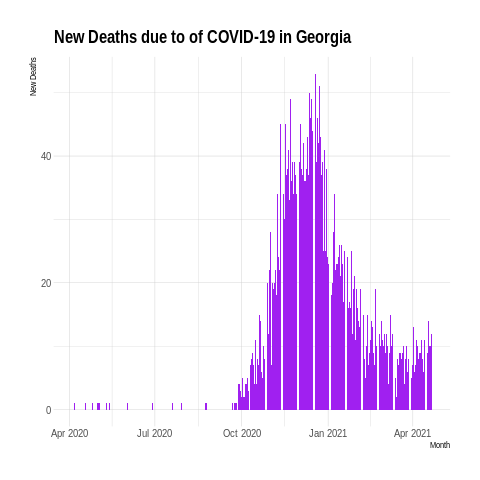 New Deaths due to of COVID-19 in Georgia
New Deaths
40
20
0
Apr 2020 Jul 2020 Oct 2020 Jan 2021 Apr 2021
Month